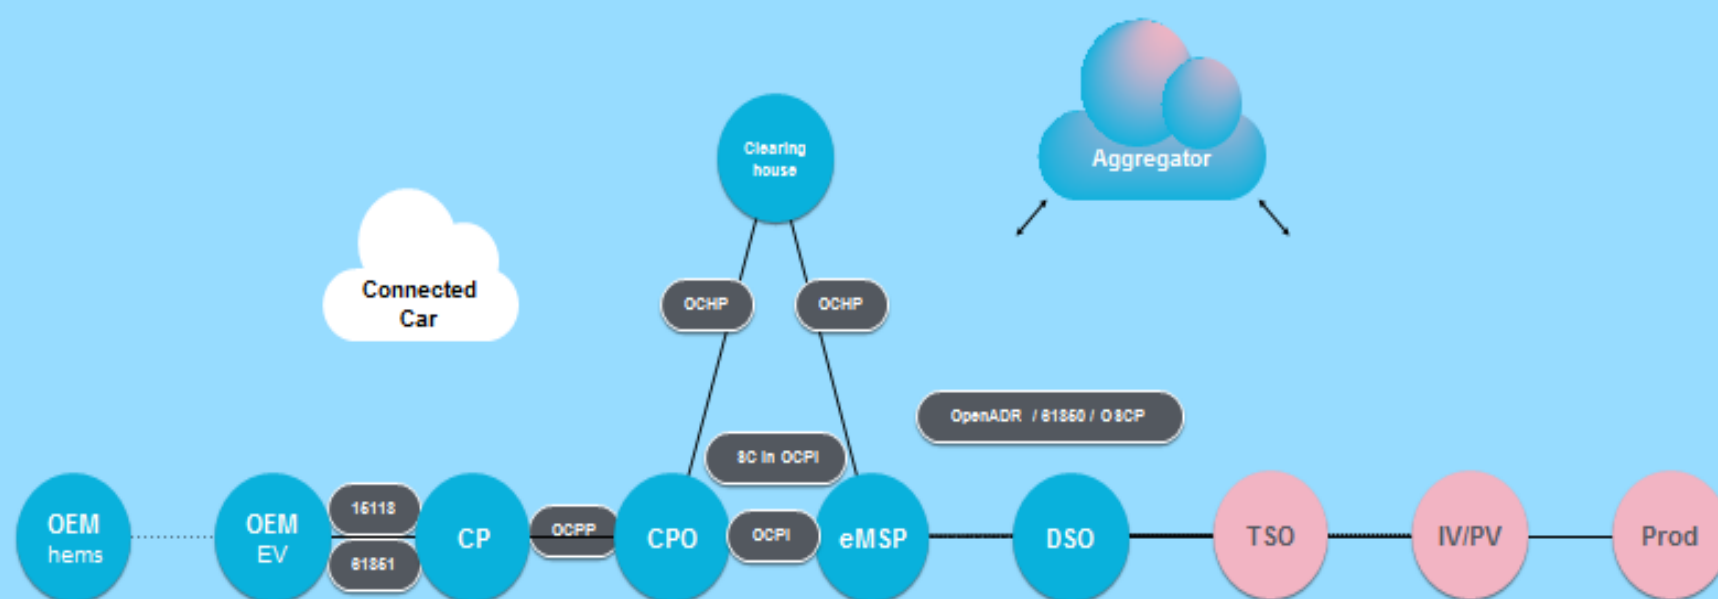 Clearing
house
Aggregator
Connected
Car
OCHP
OCHP
OpenADR / 61850 / OSCP
SC in OCPI
OEM
hems
OEM
EV
15118
61851
CP
OCPP
CPO
OCPI
eMSP
DSO
TSO
IV/PV
Prod